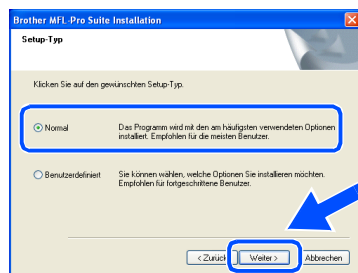 Brother MFL-Pro Suite Installation
Setup-Typ
Klicken Sie auf den gewünschten Setup-Typ.
Normal
Das Programm wird mit den am häufigsten verwendeten Optionen
installiert. Empfohlen für die meisten Benutzer.
Benutzerdefiniert
Sie können wählen, welche Optionen Sie installieren möchten.
Empfohlen für fortgeschrittene Benutzer.
< Zurück Weiter > Abbrechen